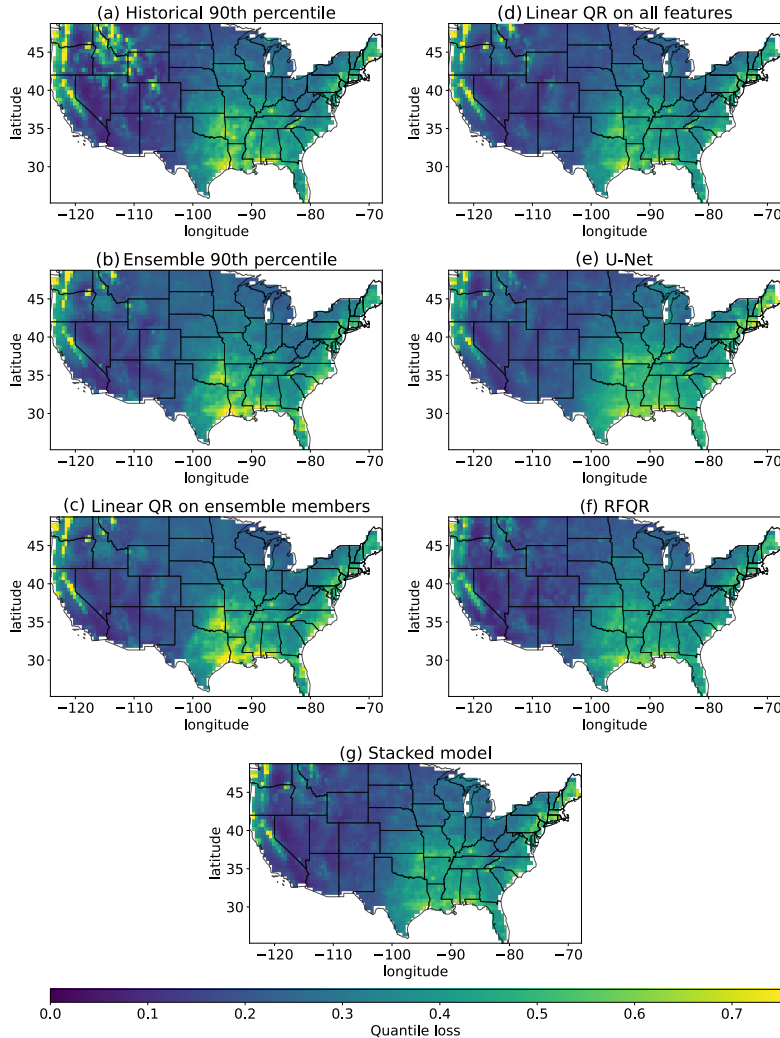 (a) Historical 90th percentile
(d) Linear QR on all features
45
40
35
30
latitude
−120 −110 −100 −90 −80 −70
longitude
45
40
35
30
latitude
−120 −110 −100 −90 −80 −70
longitude
(b) Ensemble 90th percentile
(e) U-Net
45
40
35
30
latitude
−120 −110 −100 −90 −80 −70
longitude
45
40
35
30
latitude
−120 −110 −100 −90 −80 −70
longitude
(c) Linear QR on ensemble members
(f) RFQR
45
40
35
30
latitude
−120 −110 −100 −90 −80 −70
longitude
45
40
35
30
latitude
−120 −110 −100 −90 −80 −70
longitude
(g) Stacked model
45
40
35
30
latitude
−120 −110 −100 −90 −80 −70
longitude
0.0 0.1 0.2 0.3 0.4 0.5 0.6 0.7
Quantile loss